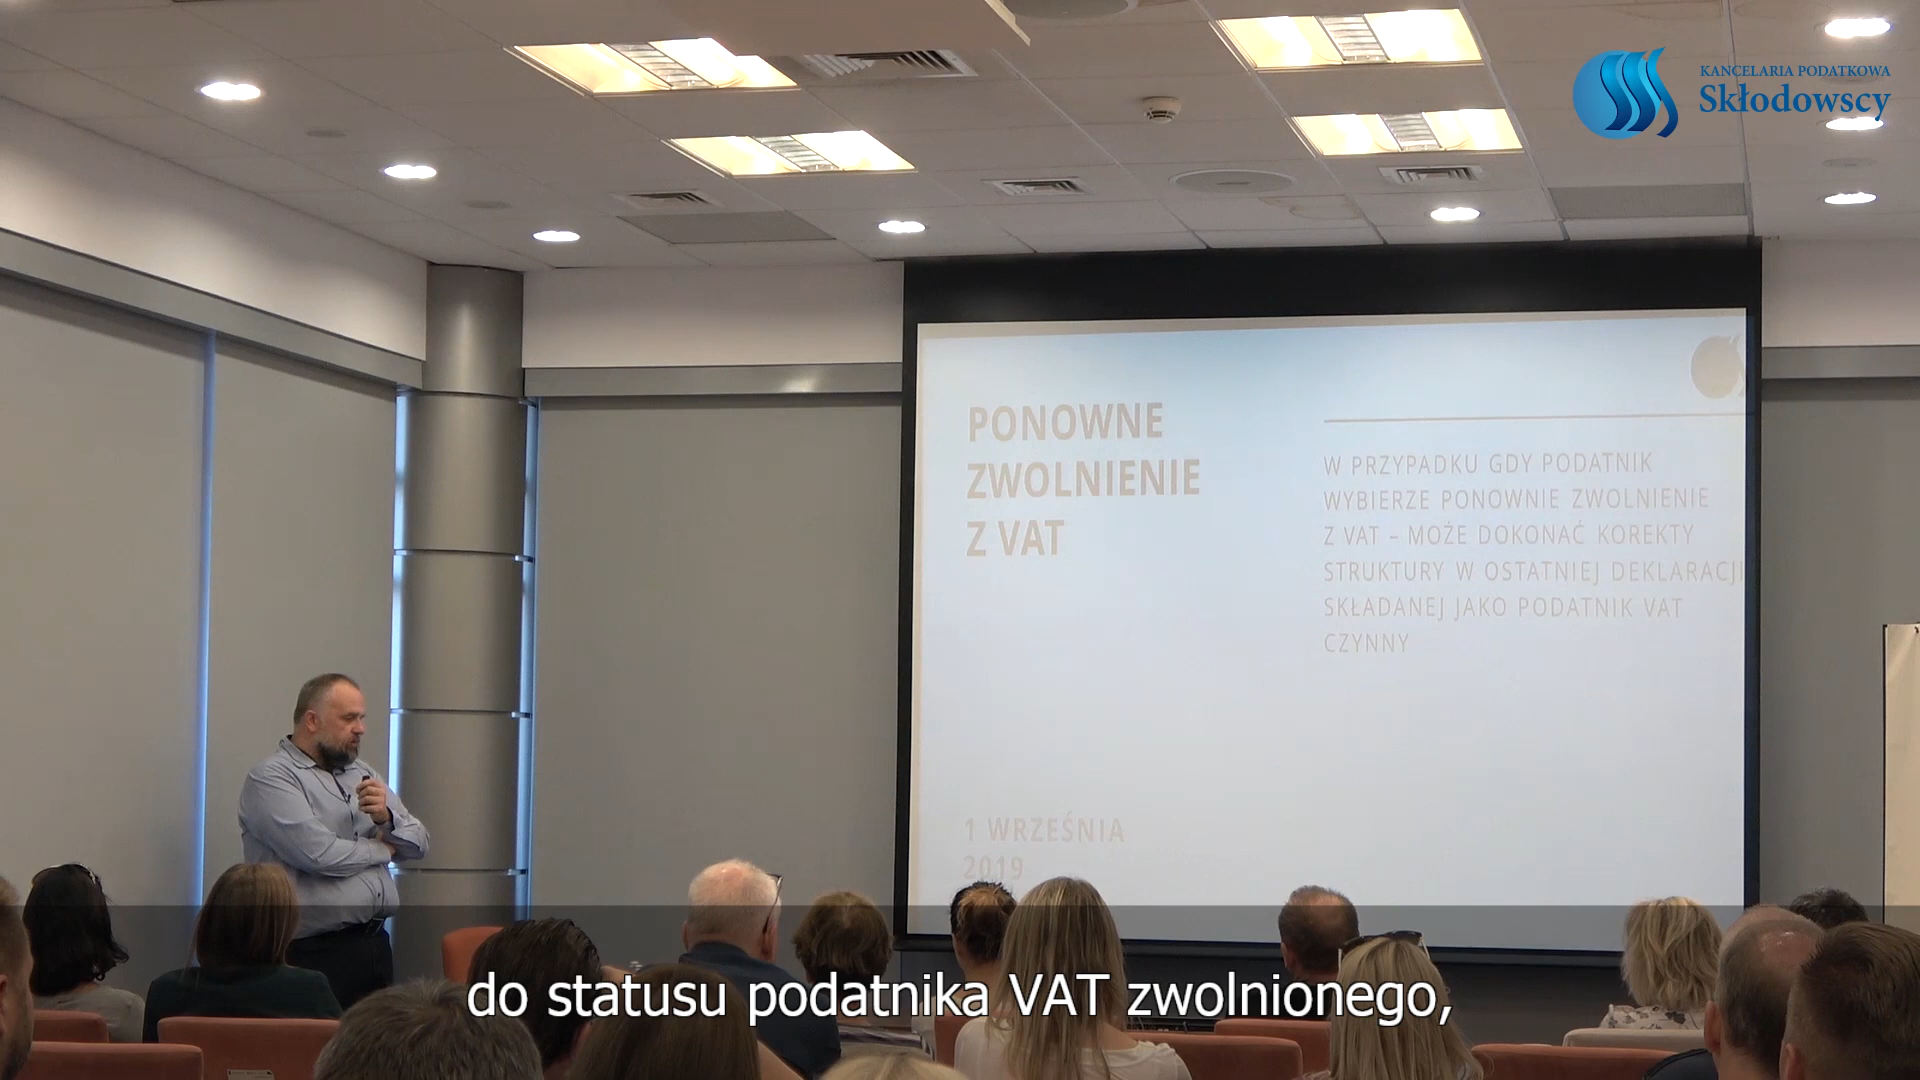 KANCELARIA PODATKOWA
Skłodowscy
PONOWNE
ZWOLNIENIE
Z VAT
W PRZYPADKU GDY PODATNIK
WYBIERZE PONOWNIE ZWOLNIENIE
Z VAT – MOŻE DOKONAĆ KOREKTY
STRUKTURY W OSTATNIEJ DEKLARACJI
SKŁADANEJ JAKO PODATNIK VAT
CZYNNY
1 WRZEŚNIA
2019
do statusu podatnika VAT zwolnionego,